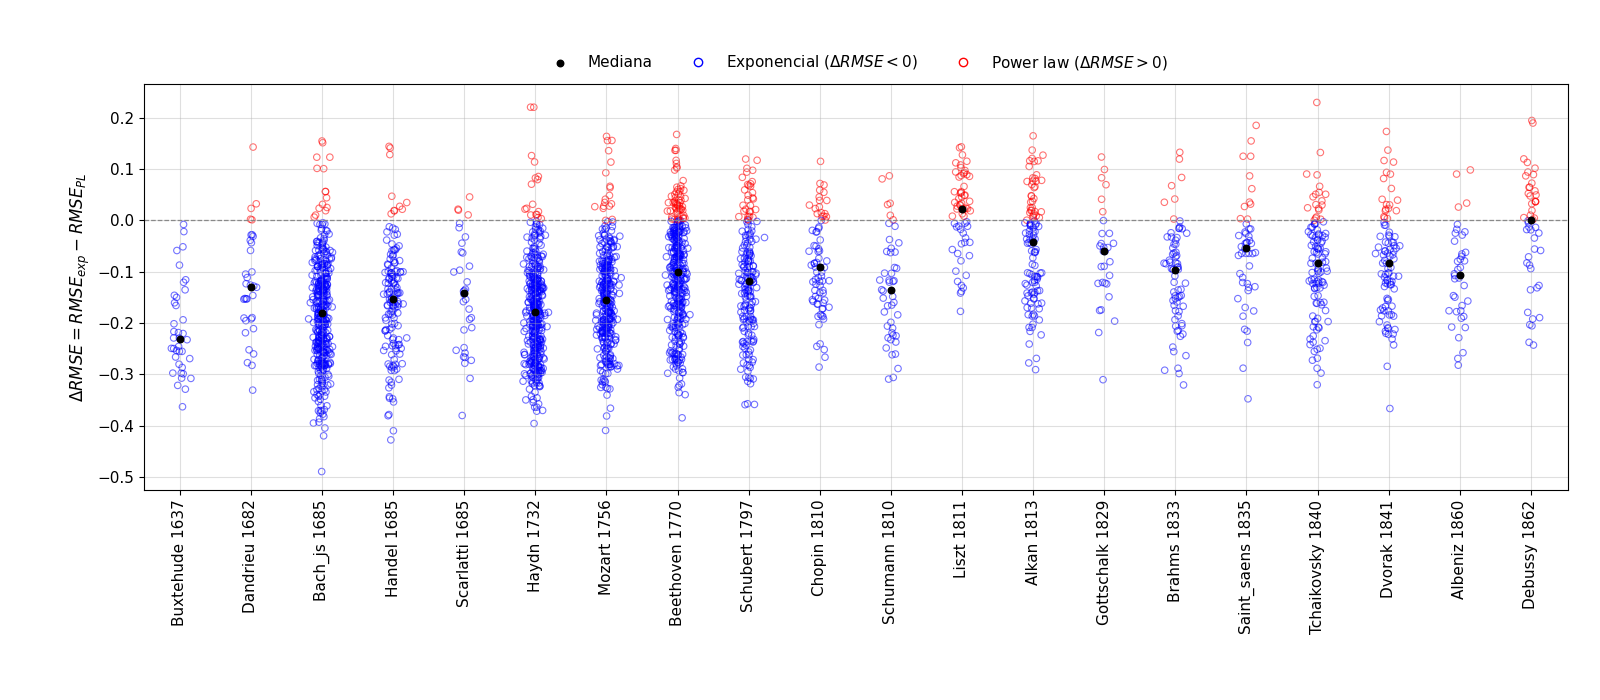 Mediana
Exponencial (ΔRMSE < 0)
Power law (ΔRMSE > 0)
ΔRMSE = RMSE_exp − RMSE_PL
0.2
0.1
0.0
−0.1
−0.2
−0.3
−0.4
−0.5
Buxtehude 1637
Dandrieu 1682
Bach_js 1685
Handel 1685
Scarlatti 1685
Haydn 1732
Mozart 1756
Beethoven 1770
Schubert 1797
Chopin 1810
Schumann 1810
Liszt 1811
Alkan 1813
Gottschalk 1829
Brahms 1833
Saint_saens 1835
Tchaikovsky 1840
Dvorak 1841
Albeniz 1860
Debussy 1862